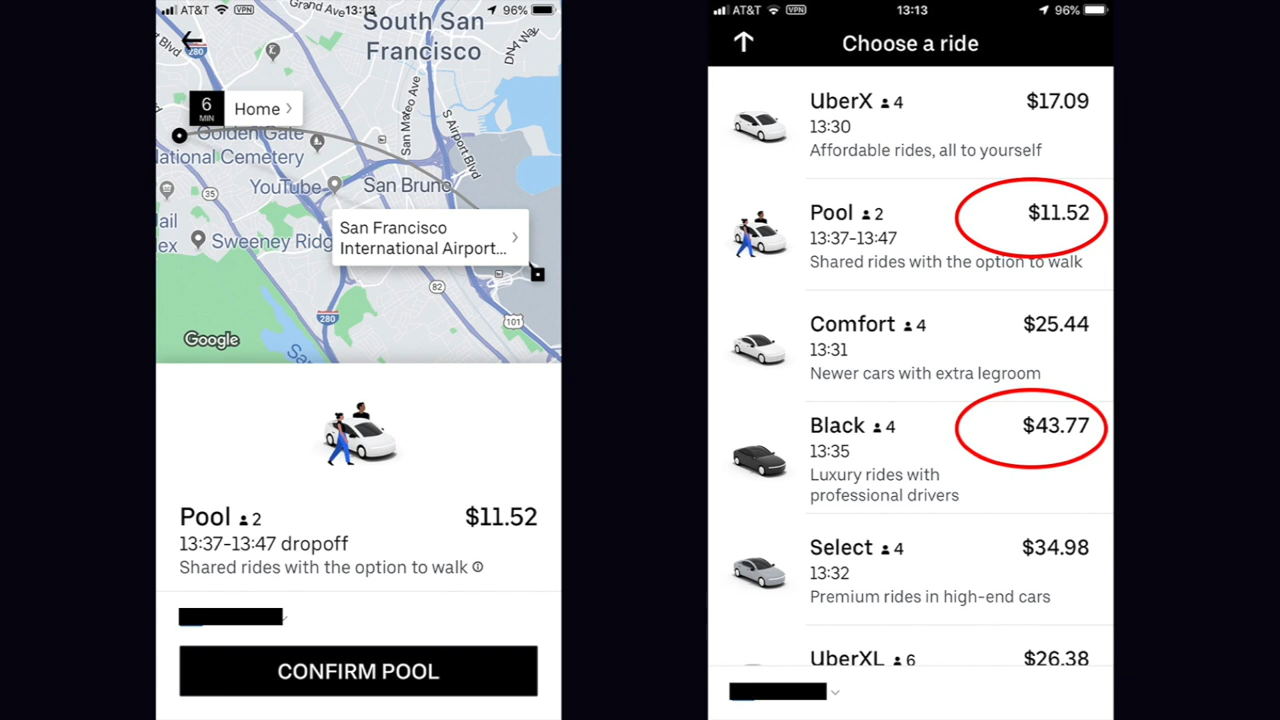 AT&T
VPN
13:13
96%
Grand Ave
South San
Francisco
DNA Way
280
6
MIN
Home
Golden Gate
National Cemetery
San Mateo Ave
S Airport Blvd
YouTube
San Bruno
35
Sweeney Ridg
San Francisco
International Airport...
82
280
101
Google
Pool 2
$11.52
13:37-13:47 dropoff
Shared rides with the option to walk
CONFIRM POOL
AT&T
VPN
13:13
96%
Choose a ride
UberX 4
$17.09
13:30
Affordable rides, all to yourself
Pool 2
$11.52
13:37-13:47
Shared rides with the option to walk
Comfort 4
$25.44
13:31
Newer cars with extra legroom
Black 4
$43.77
13:35
Luxury rides with
professional drivers
Select 4
$34.98
13:32
Premium rides in high-end cars
UberXL 6
$26.38